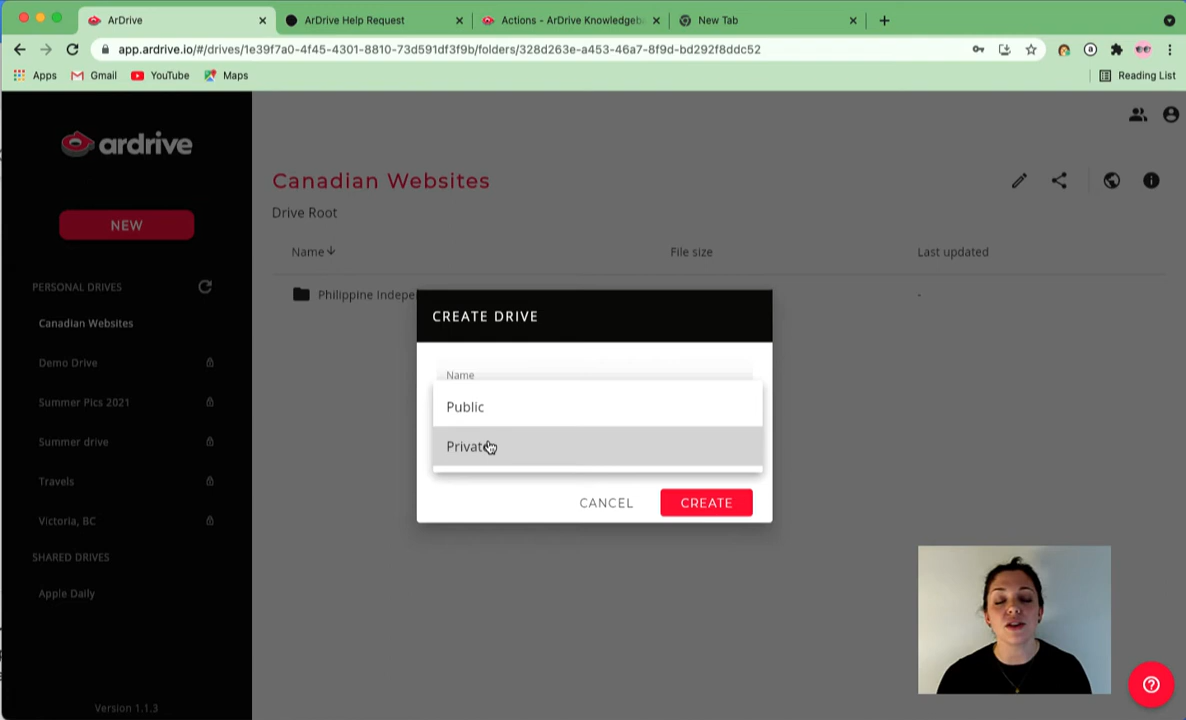 ArDrive
ArDrive Help Request
Actions - ArDrive Knowledgeb
New Tab
app.ardrive.io/#/drives/1e39f7a0-4f45-4301-8810-73d591df3f9b/folders/328d263e-a453-46a7-8f9d-bd292f8ddc52
Apps
Gmail
YouTube
Maps
Reading List
ardrive
NEW
PERSONAL DRIVES
Canadian Websites
Demo Drive
Summer Pics 2021
Summer drive
Travels
Victoria, BC
SHARED DRIVES
Apple Daily
Version 1.1.3
Canadian Websites
Drive Root
Name
File size
Last updated
Philippine Indepe
-
CREATE DRIVE
Name
Public
Private
CANCEL
CREATE